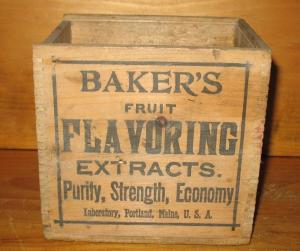 BAKER'S
FRUIT
FLAVORING
EXTRACTS.
Purity, Strength, Economy
Laboratory, Portland, Maine, U. S. A.